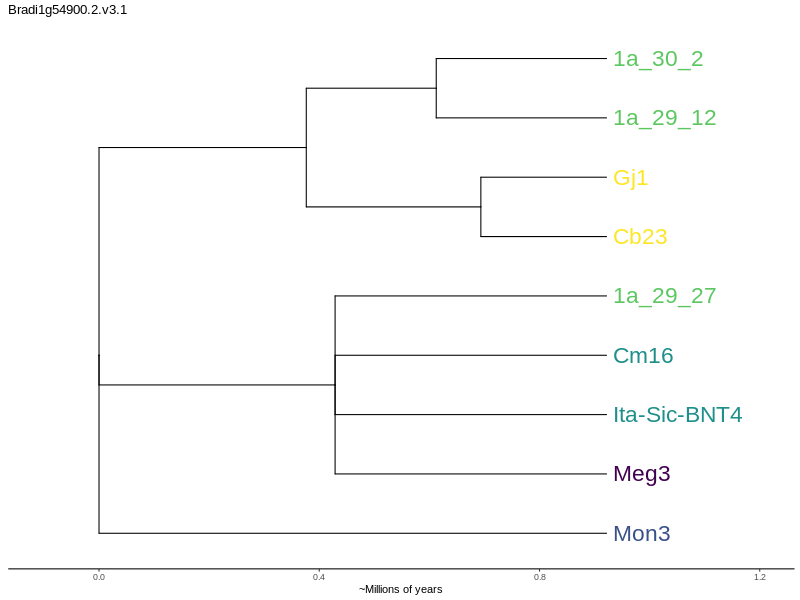 Bradi1g54900.2.v3.1
1a_30_2
1a_29_12
Gj1
Cb23
1a_29_27
Cm16
Ita-Sic-BNT4
Meg3
Mon3
0.0 0.4 0.8 1.2
~Millions of years